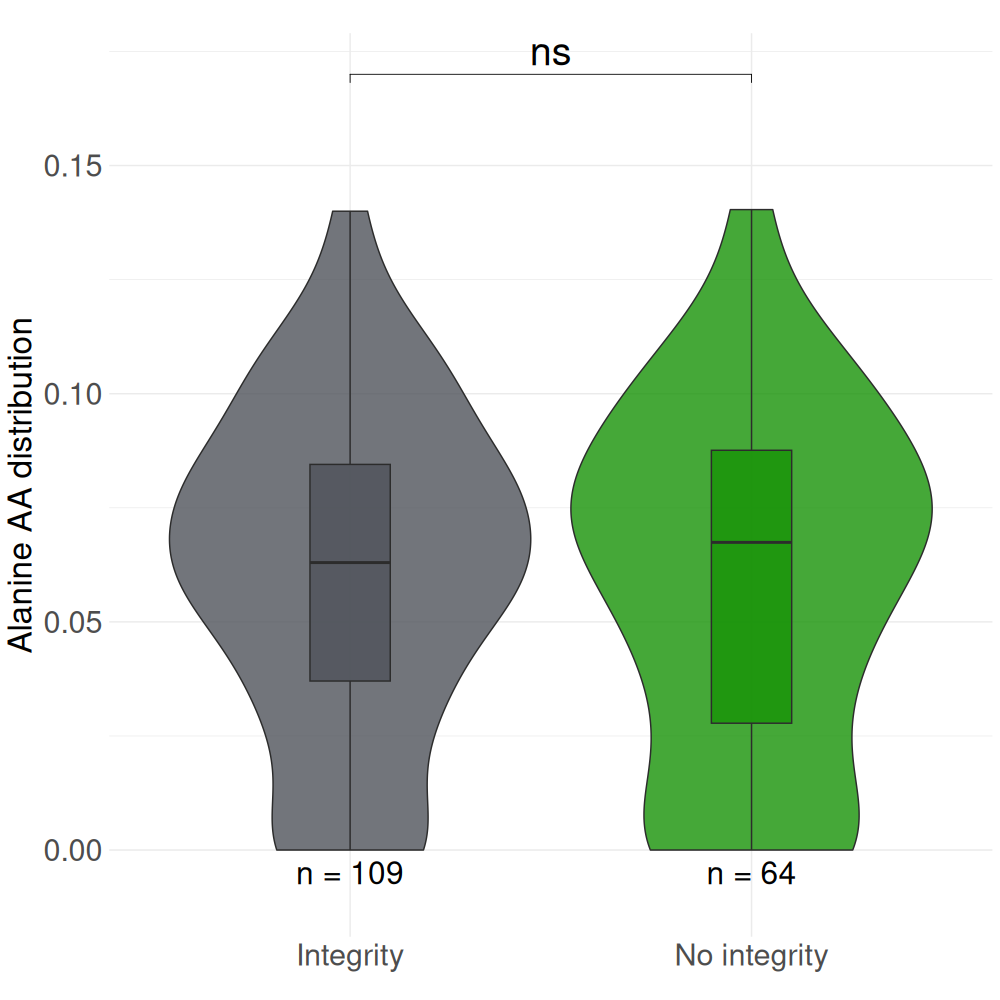 ns
0.15
0.10
0.05
0.00
Alanine AA distribution
n = 109
n = 64
Integrity
No integrity